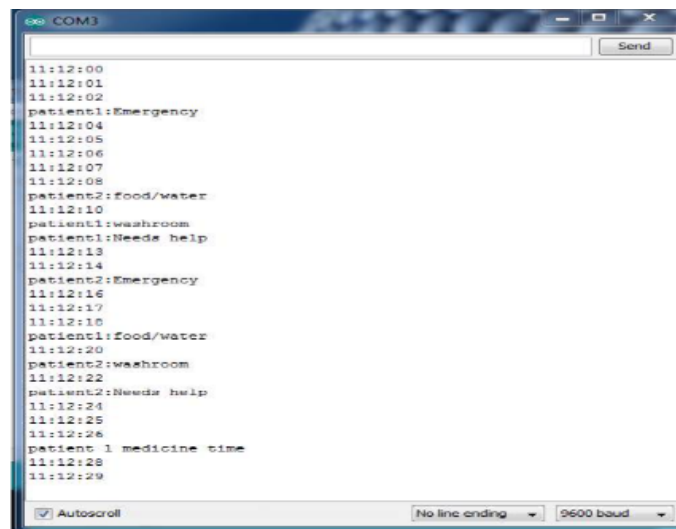 COM3
Send
11:12:00
11:12:01
11:12:02
patient1:Emergency
11:12:04
11:12:05
11:12:06
11:12:07
11:12:08
patient2:food/water
11:12:10
patient1:washroom
patient1:Needs help
11:12:13
11:12:14
patient2:Emergency
11:12:16
11:12:17
11:12:18
patient1:food/water
11:12:20
patient2:washroom
11:12:22
patient2:Needs help
11:12:24
11:12:25
11:12:26
patient 1 medicine time
11:12:28
11:12:29
Autoscroll
No line ending
9600 baud